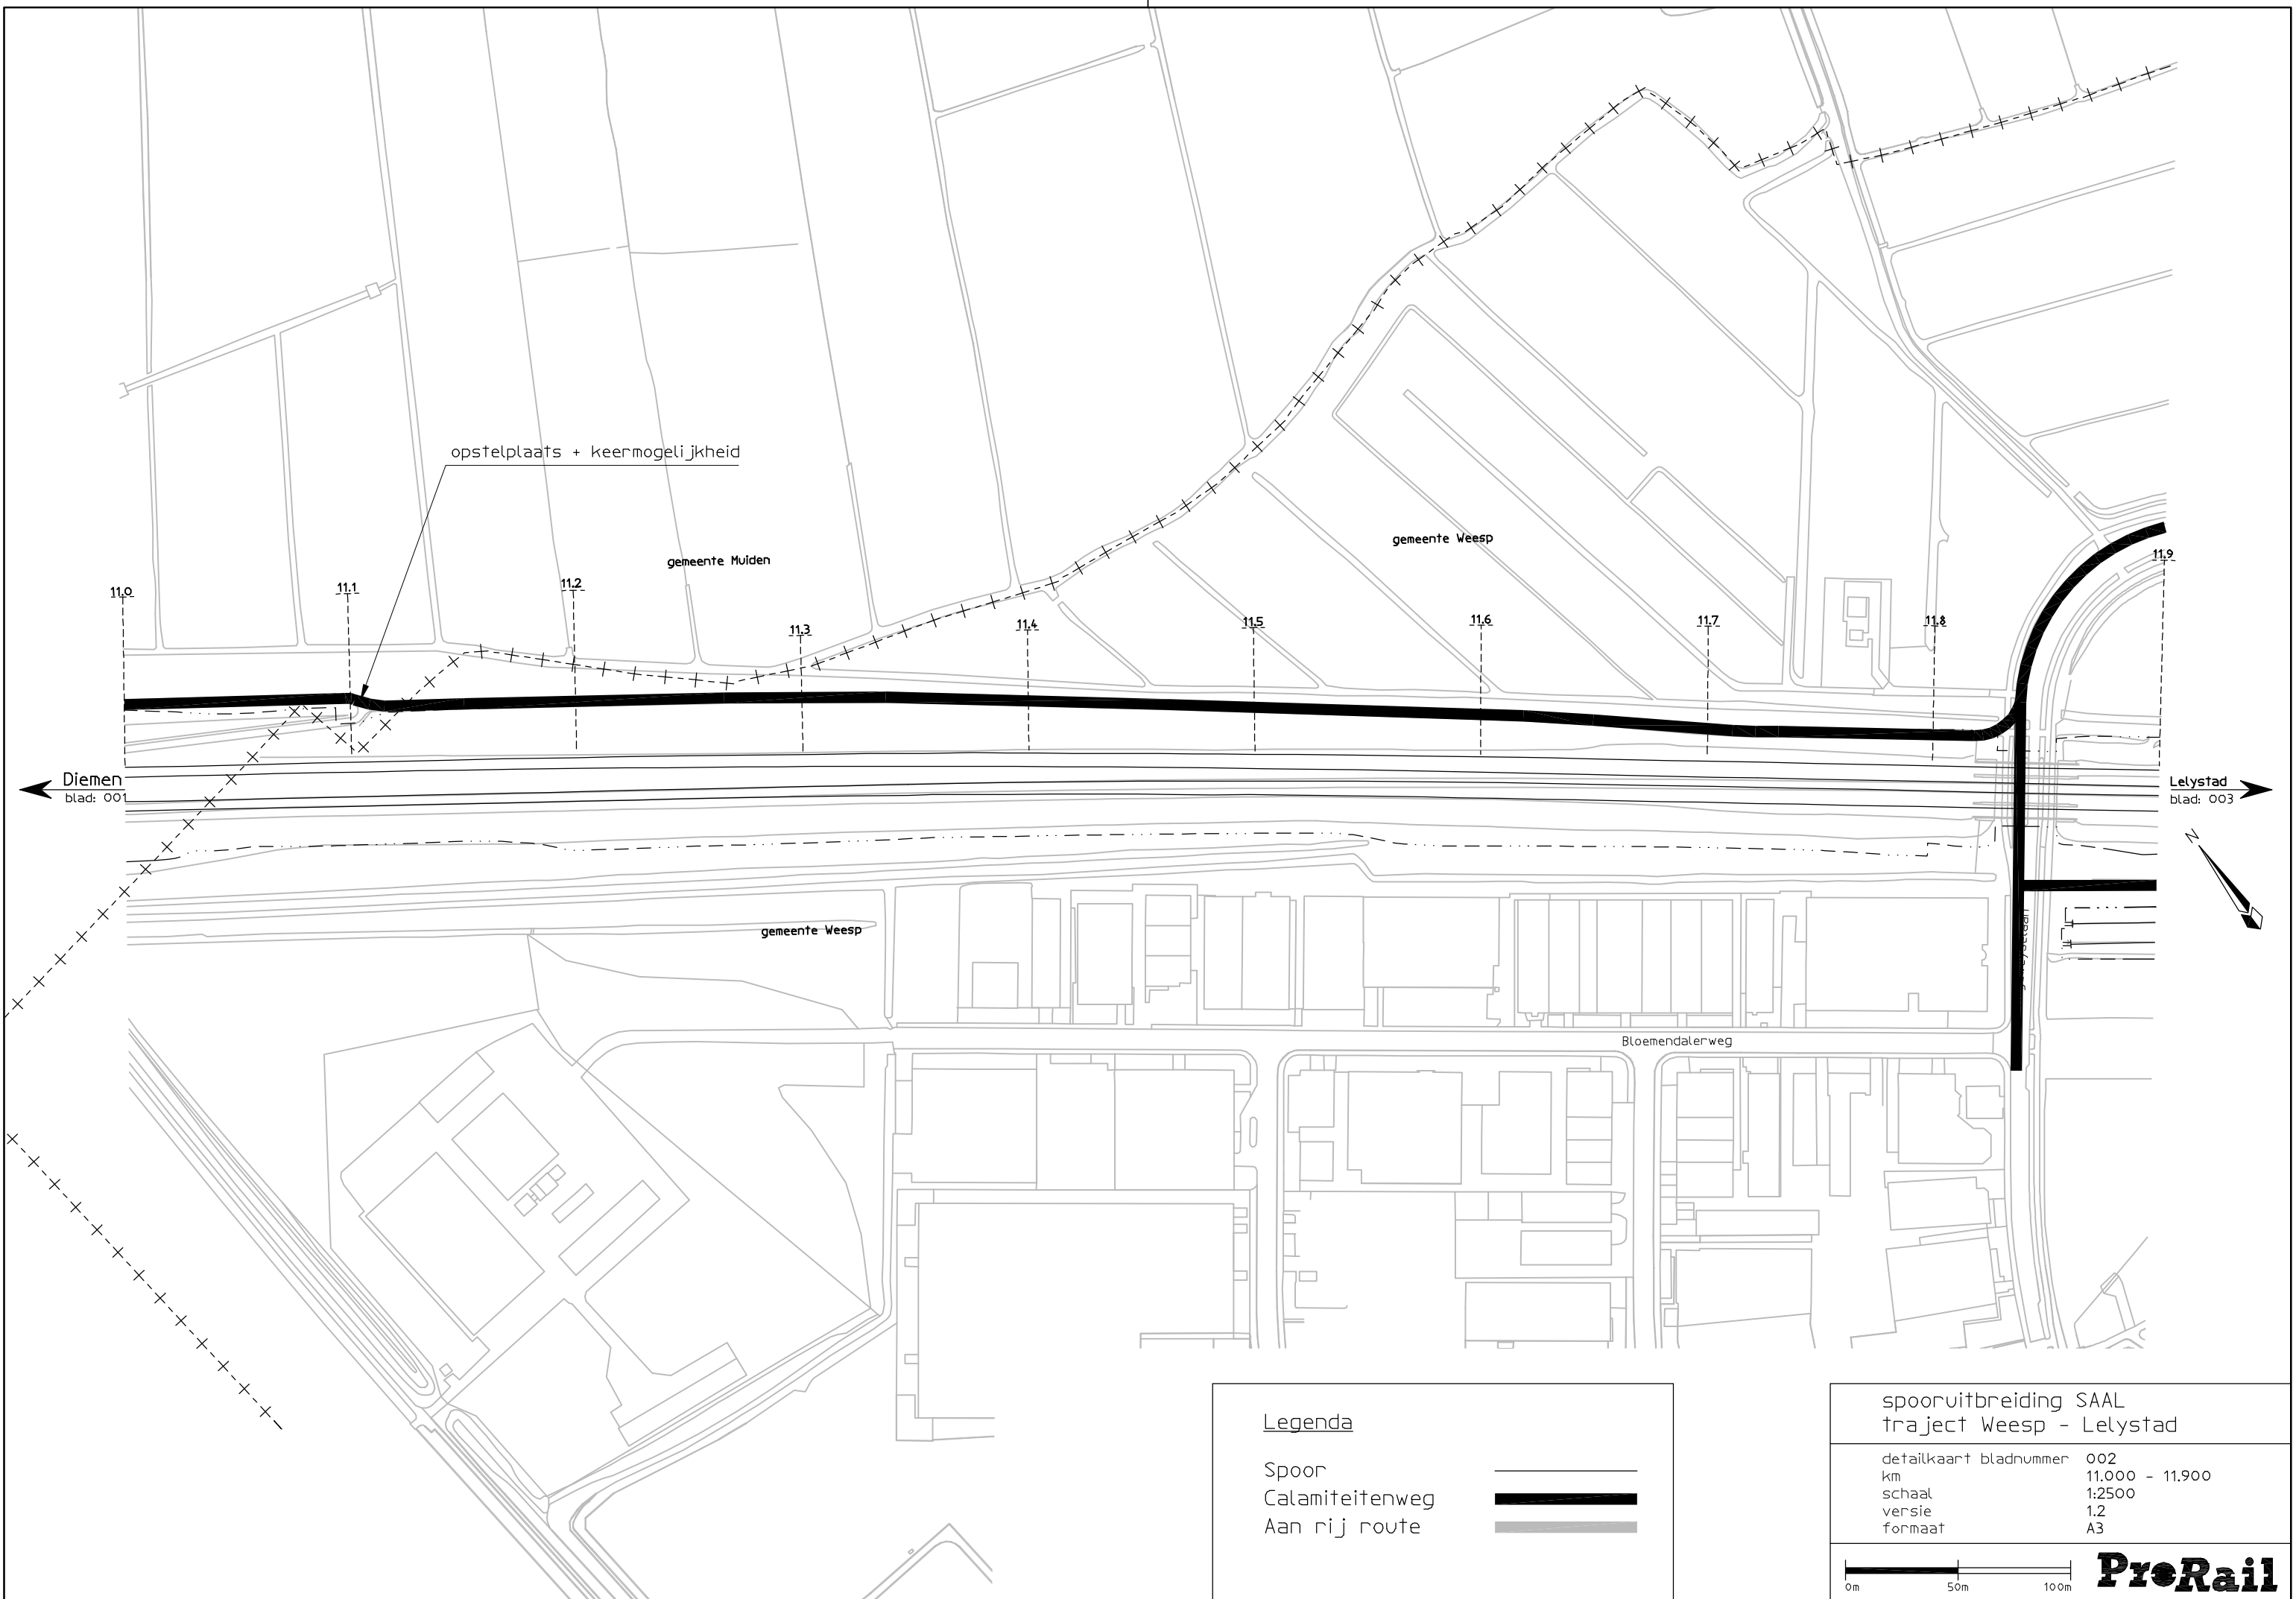 opstelplaats + keermogelijkheid
gemeente Weesp
gemeente Muiden
11.9
11.0
11.1
11.2
11.3
11.4
11.5
11.6
11.7
11.8
Diemen
blad: 001
Lelystad
blad: 003
N
gemeente Weesp
Bloemendalerweg
Legenda
Spoor
Calamiteitenweg
Aan rij route
spooruitbreiding SAAL
traject Weesp - Lelystad
detailkaart bladnummer 002
km 11.000 - 11.900
schaal 1:2500
versie 1.2
formaat A3
0m 50m 100m
ProRail